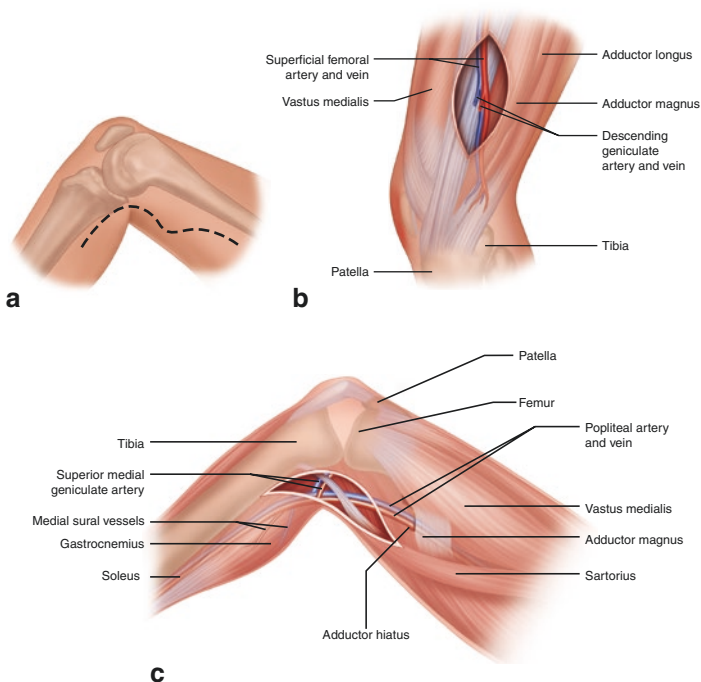 a
Superficial femoral
artery and vein
Vastus medialis
Patella
Adductor longus
Adductor magnus
Descending
geniculate
artery and vein
Tibia
b
Tibia
Superior medial
geniculate artery
Medial sural vessels
Gastrocnemius
Soleus
Patella
Femur
Popliteal artery
and vein
Vastus medialis
Adductor magnus
Sartorius
Adductor hiatus
c